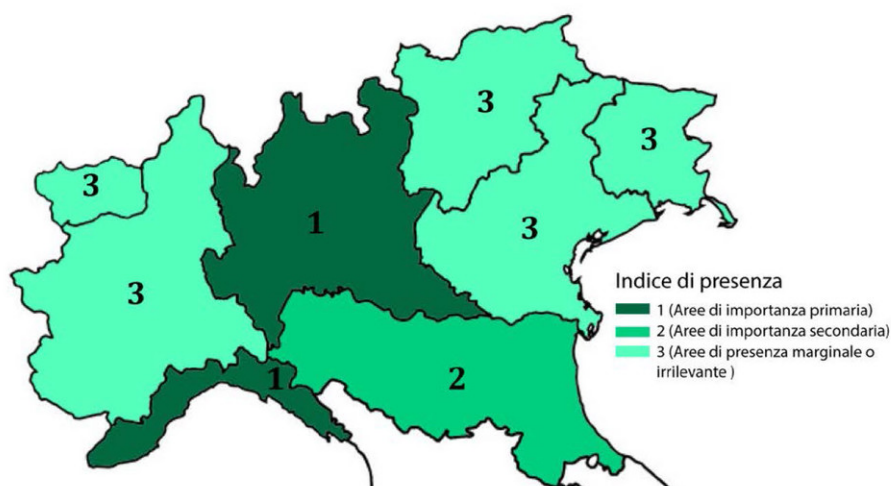 3
3
3
1
3
3
1
2
Indice di presenza
1 (Aree di importanza primaria)
2 (Aree di importanza secondaria)
3 (Aree di presenza marginale o
irrilevante )